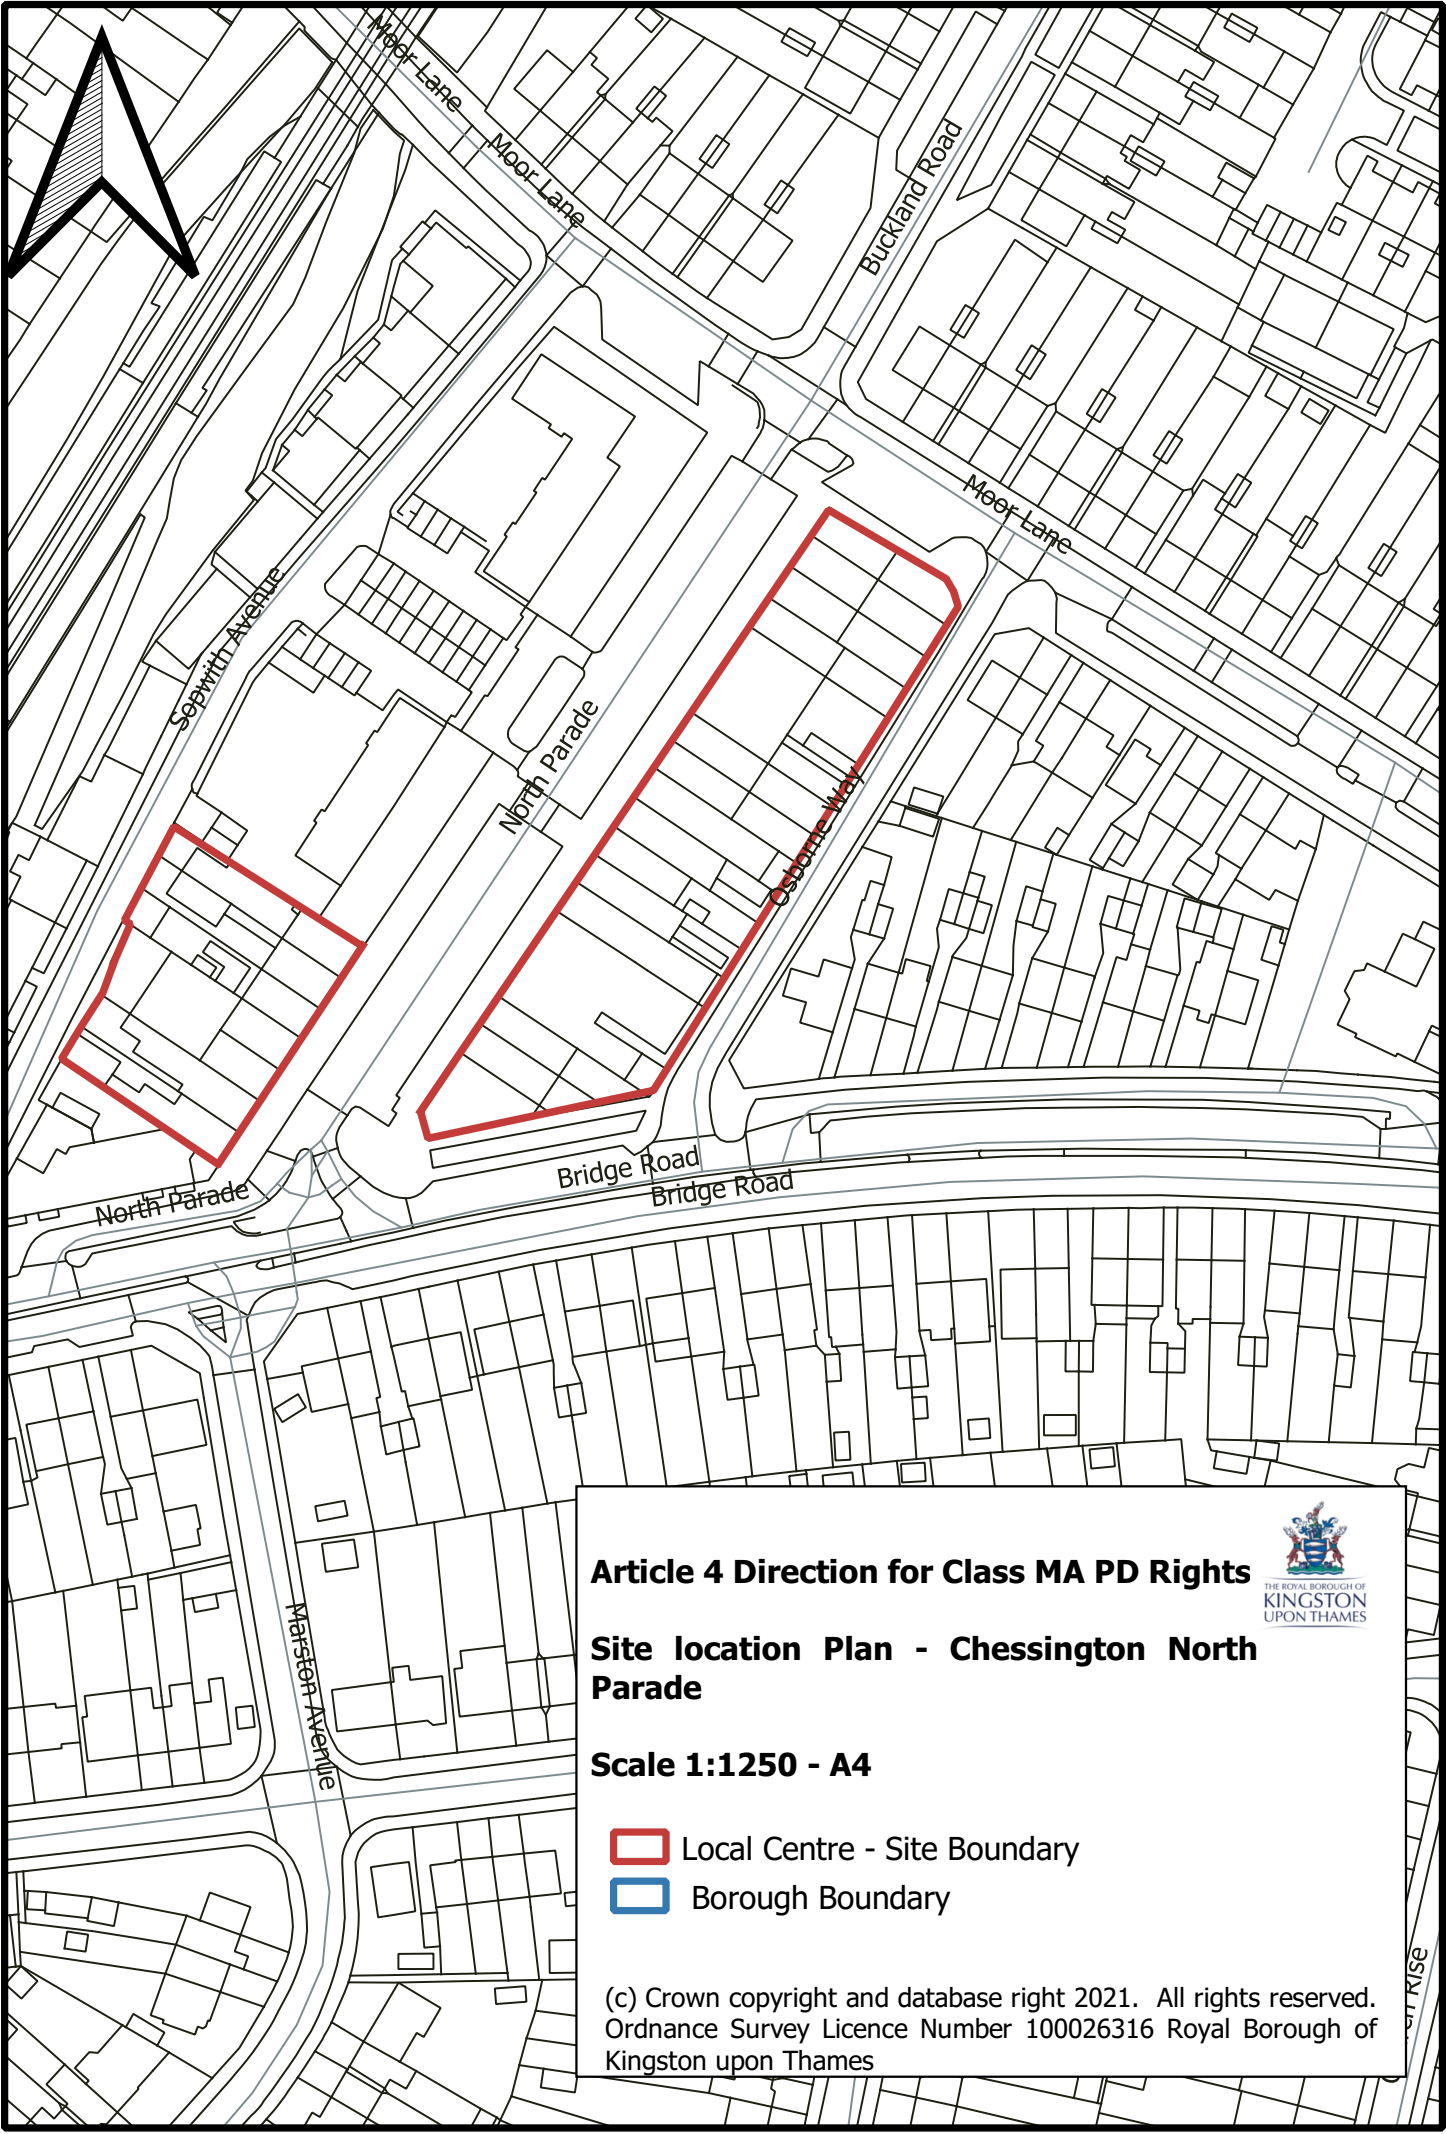 Moor Lane
Moor Lane
Buckland Road
Moor Lane
Sopwith Avenue
North Parade
Osborne Way
Bridge Road
Bridge Road
North Parade
Marston Avenue
Article 4 Direction for Class MA PD Rights
THE ROYAL BOROUGH OF
KINGSTON
UPON THAMES
Site location Plan - Chessington North
Parade
Scale 1:1250 - A4
Local Centre - Site Boundary
Borough Boundary
(c) Crown copyright and database right 2021. All rights reserved.
Ordnance Survey Licence Number 100026316 Royal Borough of
Kingston upon Thames
Rise